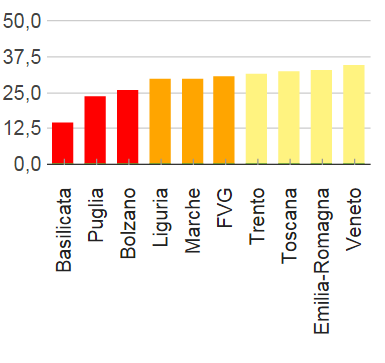 50,0
37,5
25,0
12,5
0,0
Basilicata
Puglia
Bolzano
Liguria
Marche
FVG
Trento
Toscana
Emilia-Romagna
Veneto